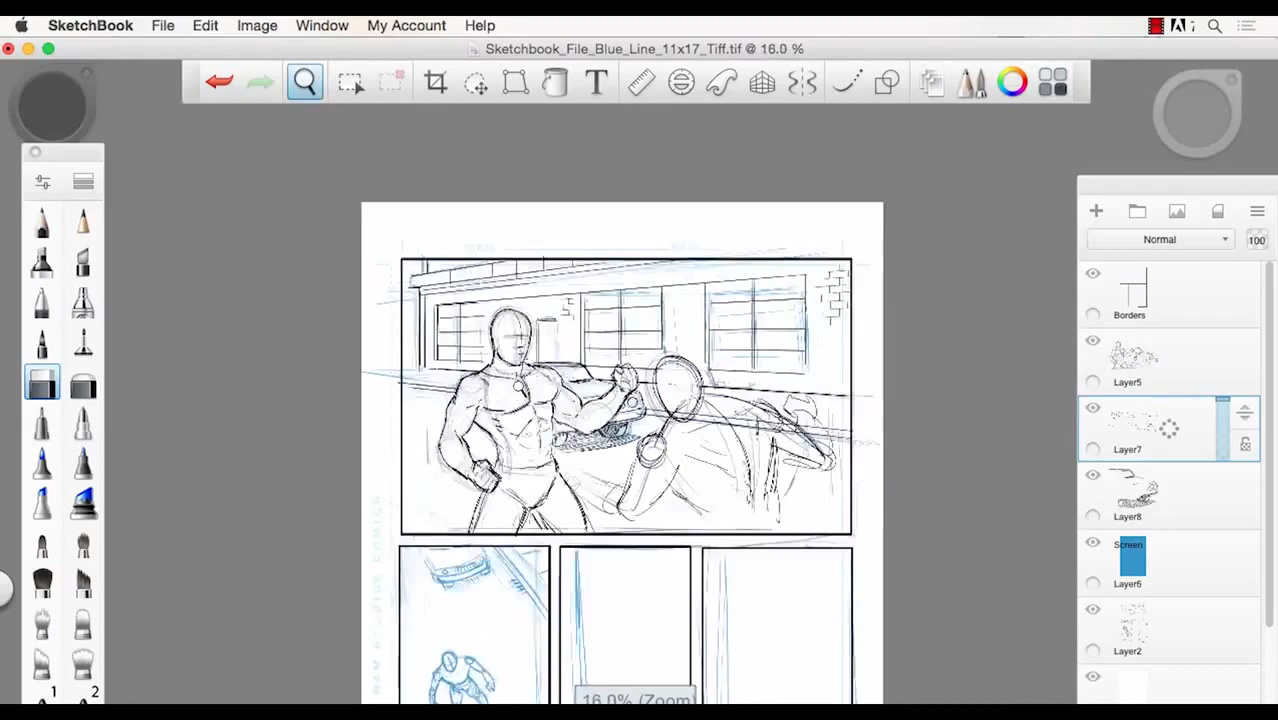 SketchBook File Edit Image Window My Account Help
Sketchbook_File_Blue_Line_11x17_Tiff.tif @ 16.0 %
T
Normal 100
Borders
Layer5
Layer7
Layer8
Screen
Layer6
Layer2
1 2
16.0% (Zoom)